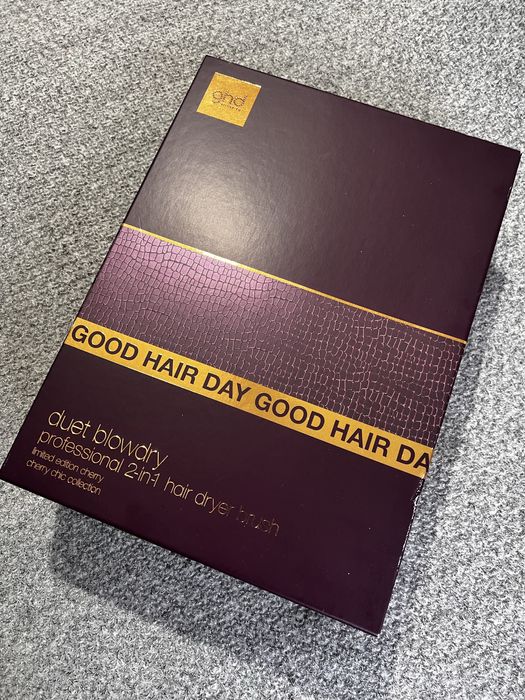 ghd
GOOD HAIR DAY GOOD HAIR DA
duet blowdry
professional 2-in-1 hair dryer brush
limited edition cherry
cherry chic collection